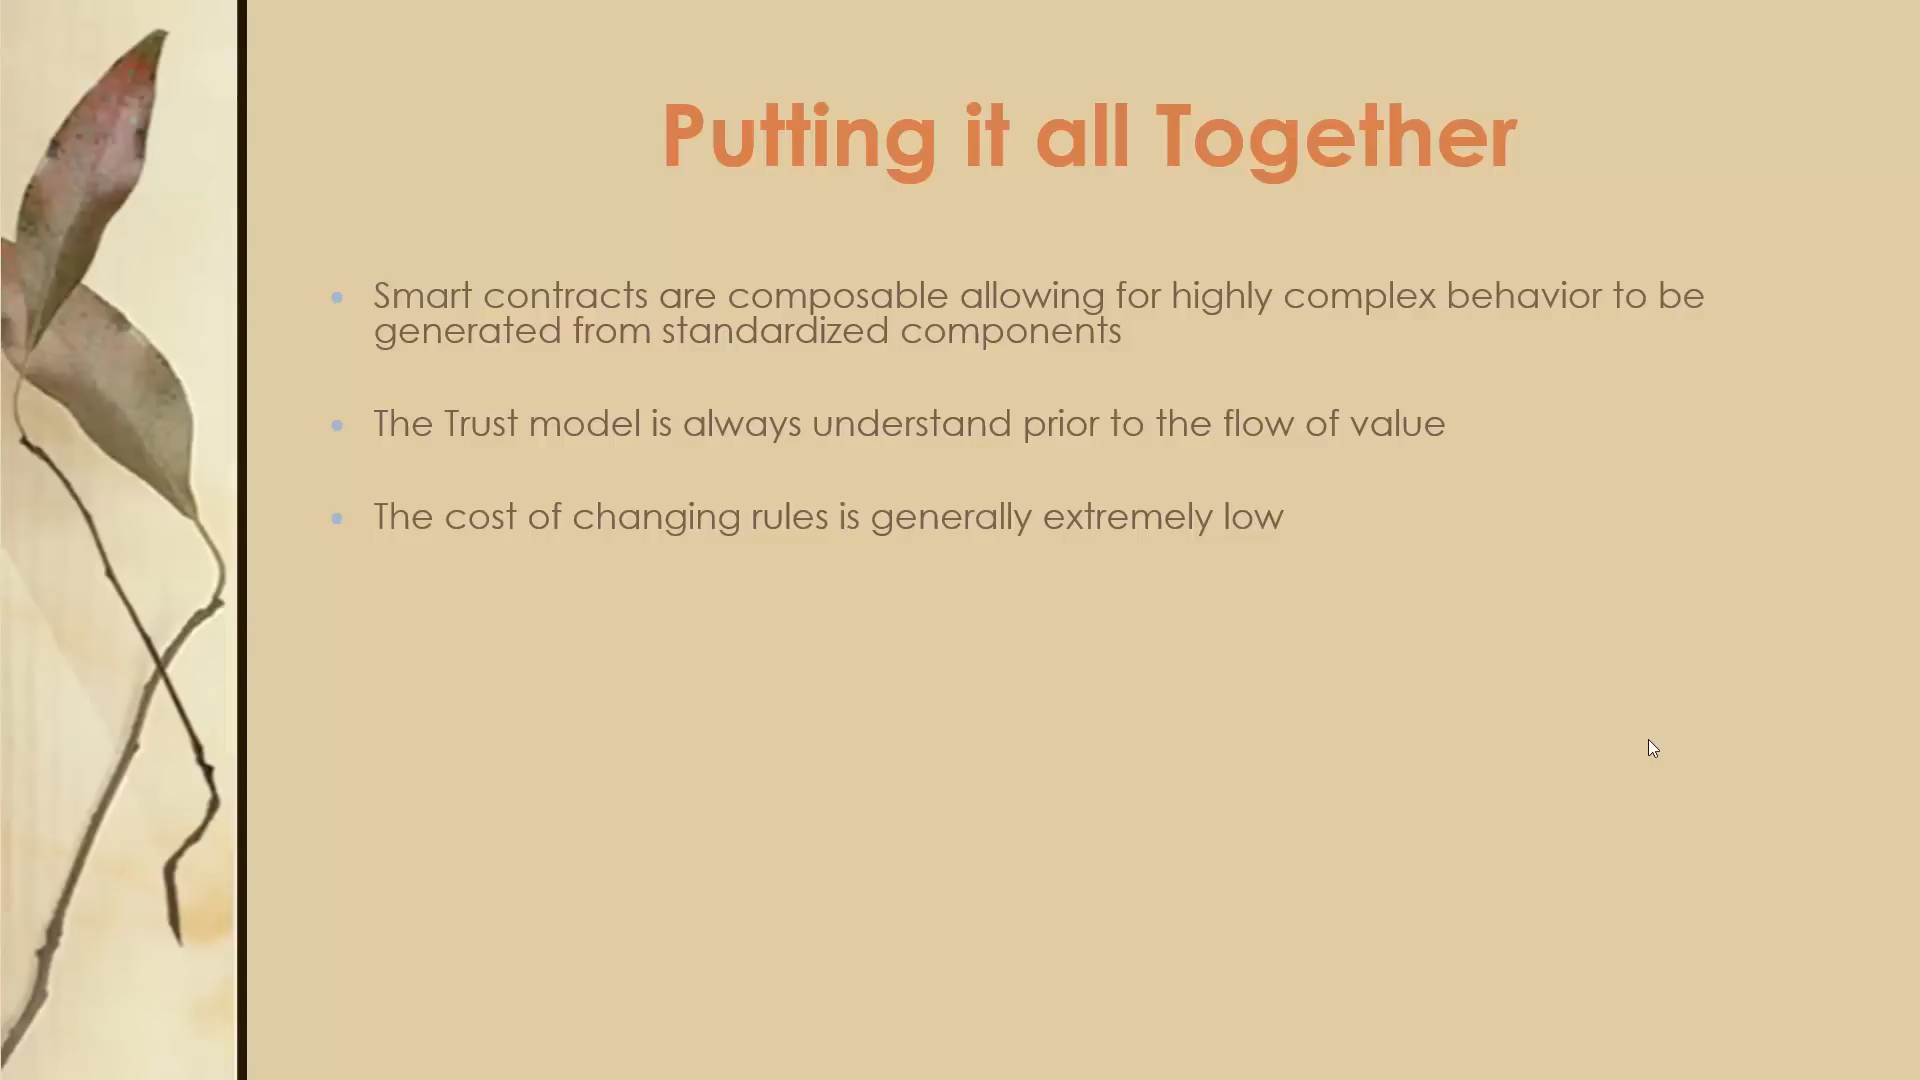 Putting it all Together
• Smart contracts are composable allowing for highly complex behavior to be
generated from standardized components
• The Trust model is always understand prior to the flow of value
• The cost of changing rules is generally extremely low